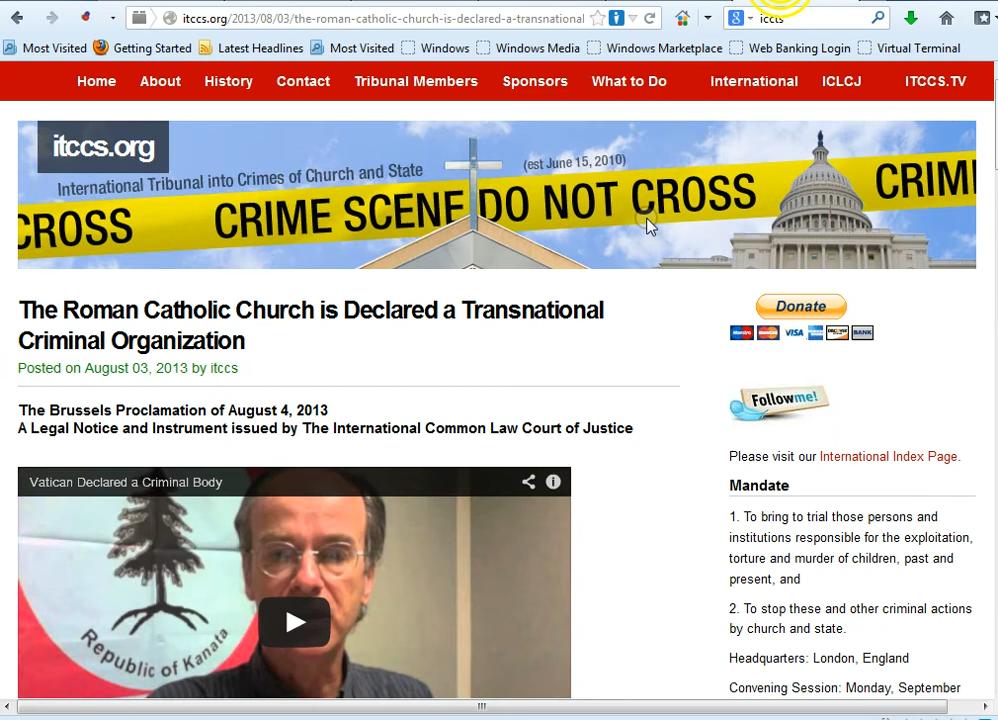 itccs.org/2013/08/03/the-roman-catholic-church-is-declared-a-transnational
iccts
Most Visited Getting Started Latest Headlines Most Visited Windows Windows Media Windows Marketplace Web Banking Login Virtual Terminal
Home About History Contact Tribunal Members Sponsors What to Do International ICLCJ ITCCS.TV
itccs.org
International Tribunal into Crimes of Church and State
(est June 15, 2010)
CROSS CRIME SCENE DO NOT CROSS CRIM
The Roman Catholic Church is Declared a Transnational
Criminal Organization
Posted on August 03, 2013 by itccs
The Brussels Proclamation of August 4, 2013
A Legal Notice and Instrument issued by The International Common Law Court of Justice
Vatican Declared a Criminal Body
Republic of Kanata
Donate
VISA
BANK
Followme!
Please visit our International Index Page.
Mandate
1. To bring to trial those persons and
institutions responsible for the exploitation,
torture and murder of children, past and
present, and
2. To stop these and other criminal actions
by church and state.
Headquarters: London, England
Convening Session: Monday, September